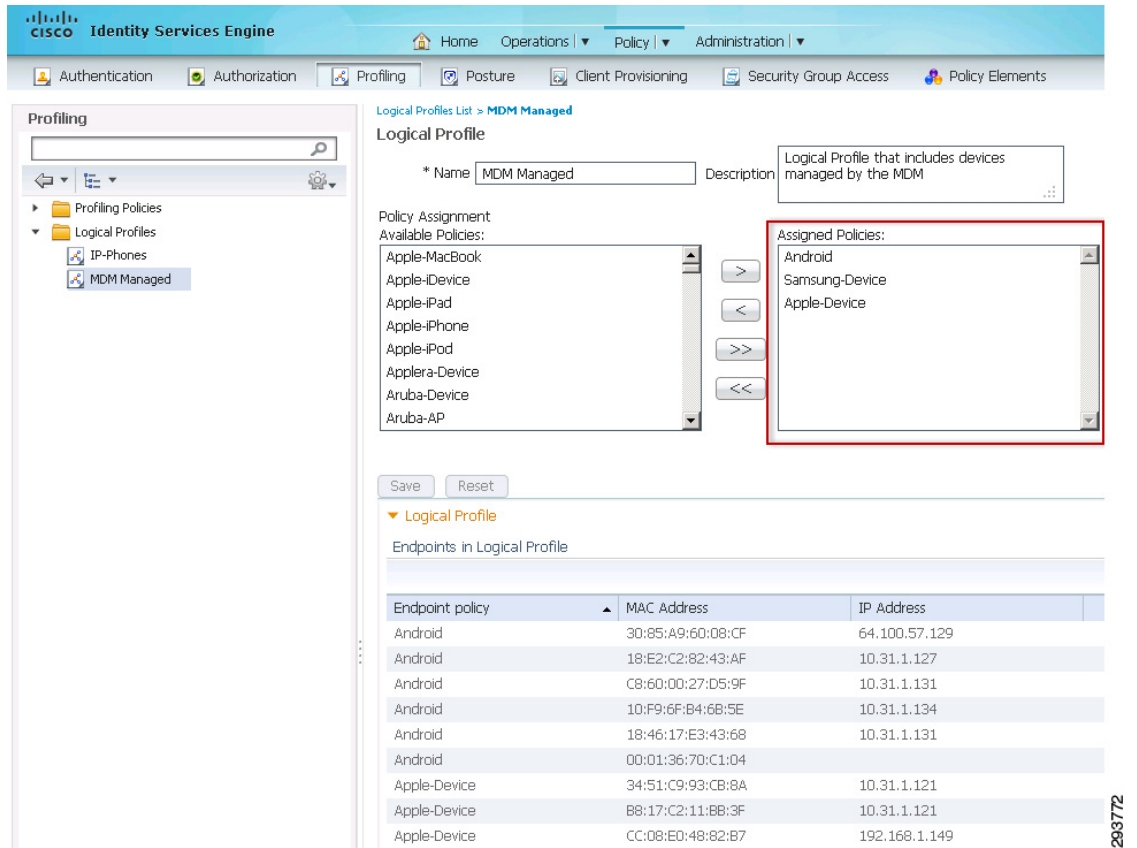 cisco Identity Services Engine
Home Operations Policy Administration
Authentication Authorization Profiling Posture Client Provisioning Security Group Access Policy Elements
Profiling
Profiling Policies
Logical Profiles
IP-Phones
MDM Managed
Logical Profiles List > MDM Managed
Logical Profile
* Name MDM Managed
Description Logical Profile that includes devices
managed by the MDM
Policy Assignment
Available Policies:
Apple-MacBook
Apple-iDevice
Apple-iPad
Apple-iPhone
Apple-iPod
Applera-Device
Aruba-Device
Aruba-AP
>
<
>>
<<
Assigned Policies:
Android
Samsung-Device
Apple-Device
Save Reset
Logical Profile
Endpoints in Logical Profile
Endpoint policy MAC Address IP Address
Android 30:85:A9:60:08:CF 64.100.57.129
Android 18:E2:C2:82:43:AF 10.31.1.127
Android C8:60:00:27:D5:9F 10.31.1.131
Android 10:F9:6F:B4:6B:5E 10.31.1.134
Android 18:46:17:E3:43:68 10.31.1.131
Android 00:01:36:70:C1:04
Apple-Device 34:51:C9:93:CB:8A 10.31.1.121
Apple-Device B8:17:C2:11:BB:3F 10.31.1.121
Apple-Device CC:08:E0:48:82:B7 192.168.1.149
293772